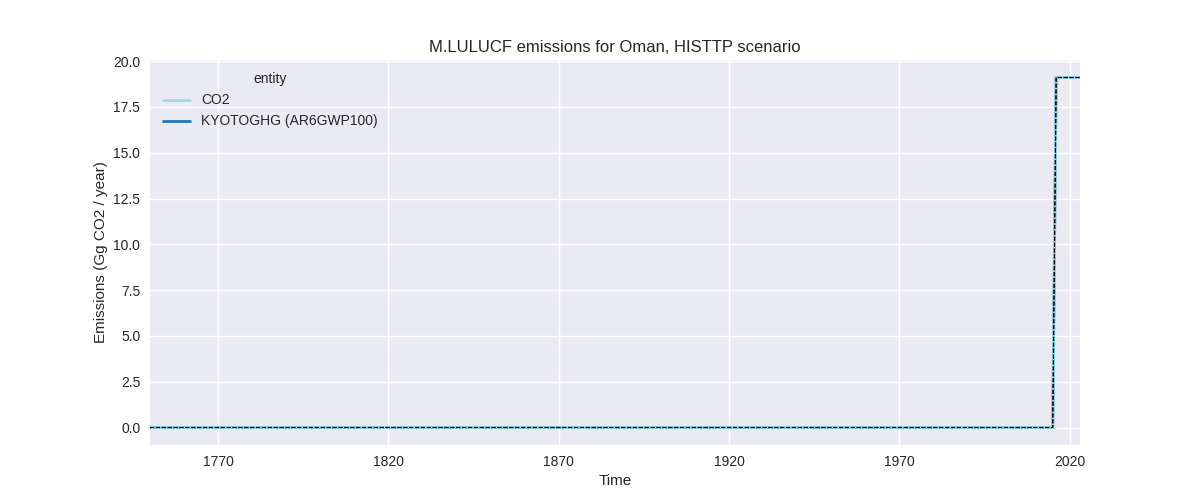 M.LULUCF emissions for Oman, HISTTP scenario
entity
CO2
KYOTOGHG (AR6GWP100)
Emissions (Gg CO2 / year)
20.0
17.5
15.0
12.5
10.0
7.5
5.0
2.5
0.0
1770 1820 1870 1920 1970 2020
Time